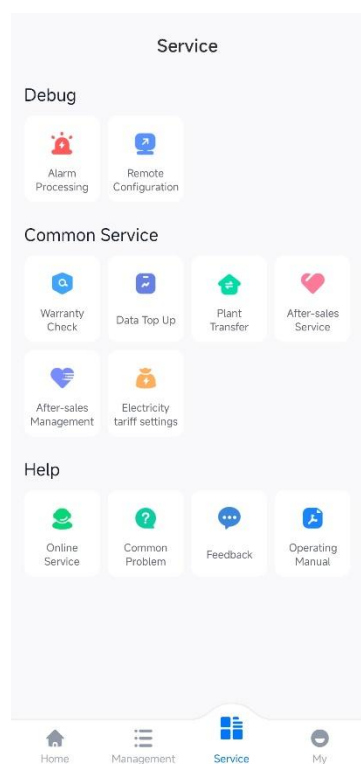 Service
Debug
Alarm
Processing
Remote
Configuration
Common Service
Warranty
Check
Data Top Up
Plant
Transfer
After-sales
Service
After-sales
Management
Electricity
tariff settings
Help
Online
Service
Common
Problem
Feedback
Operating
Manual
Home
Management
Service
My